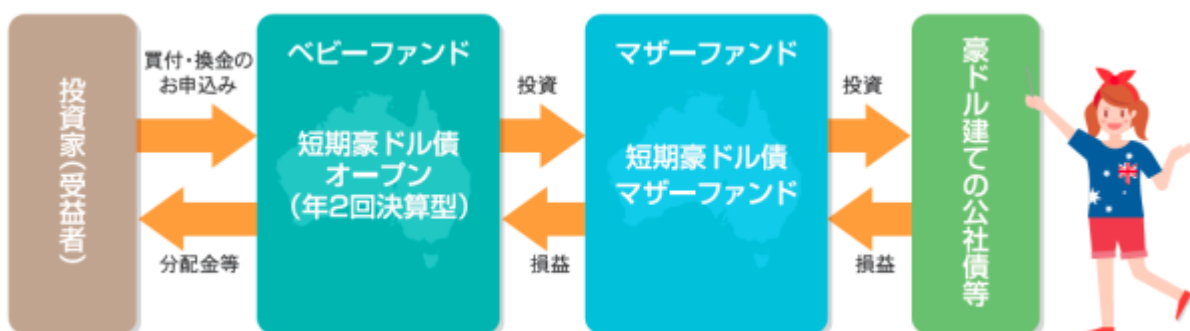 投資家(受益者)
買付・換金の
お申込み
分配金等
ベビーファンド
短期豪ドル債
オープン
(年2回決算型)
投資
損益
マザーファンド
短期豪ドル債
マザーファンド
投資
損益
豪ドル建ての公社債等